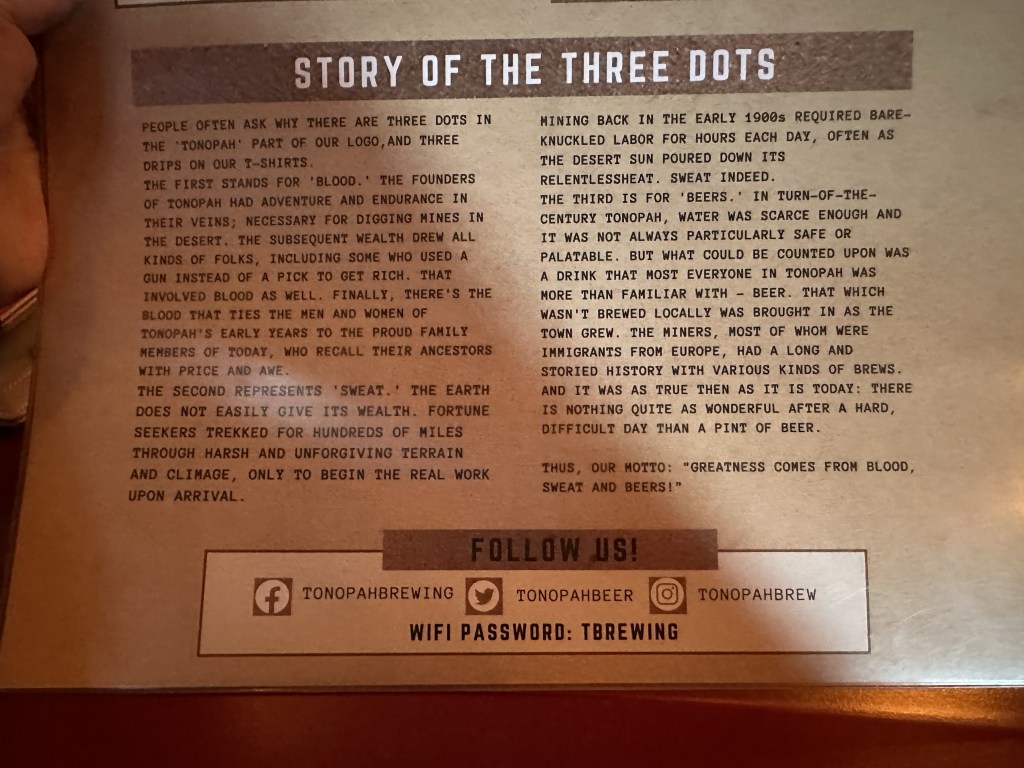 STORY OF THE THREE DOTS
PEOPLE OFTEN ASK WHY THERE ARE THREE DOTS IN
THE 'TONOPAH' PART OF OUR LOGO,AND THREE
DRIPS ON OUR T-SHIRTS.
THE FIRST STANDS FOR 'BLOOD.' THE FOUNDERS
OF TONOPAH HAD ADVENTURE AND ENDURANCE IN
THEIR VEINS; NECESSARY FOR DIGGING MINES IN
THE DESERT. THE SUBSEQUENT WEALTH DREW ALL
KINDS OF FOLKS, INCLUDING SOME WHO USED A
GUN INSTEAD OF A PICK TO GET RICH. THAT
INVOLVED BLOOD AS WELL. FINALLY, THERE'S THE
BLOOD THAT TIES THE MEN AND WOMEN OF
TONOPAH'S EARLY YEARS TO THE PROUD FAMILY
MEMBERS OF TODAY, WHO RECALL THEIR ANCESTORS
WITH PRICE AND AWE.
THE SECOND REPRESENTS 'SWEAT.' THE EARTH
DOES NOT EASILY GIVE ITS WEALTH. FORTUNE
SEEKERS TREKKED FOR HUNDREDS OF MILES
THROUGH HARSH AND UNFORGIVING TERRAIN
AND CLIMAGE, ONLY TO BEGIN THE REAL WORK
UPON ARRIVAL.
MINING BACK IN THE EARLY 1900s REQUIRED BARE-
KNUCKLED LABOR FOR HOURS EACH DAY, OFTEN AS
THE DESERT SUN POURED DOWN ITS
RELENTLESSHEAT. SWEAT INDEED.
THE THIRD IS FOR 'BEERS.' IN TURN-OF-THE-
CENTURY TONOPAH, WATER WAS SCARCE ENOUGH AND
IT WAS NOT ALWAYS PARTICULARLY SAFE OR
PALATABLE. BUT WHAT COULD BE COUNTED UPON WAS
A DRINK THAT MOST EVERYONE IN TONOPAH WAS
MORE THAN FAMILIAR WITH - BEER. THAT WHICH
WASN'T BREWED LOCALLY WAS BROUGHT IN AS THE
TOWN GREW. THE MINERS, MOST OF WHOM WERE
IMMIGRANTS FROM EUROPE, HAD A LONG AND
STORIED HISTORY WITH VARIOUS KINDS OF BREWS.
AND IT WAS AS TRUE THEN AS IT IS TODAY: THERE
IS NOTHING QUITE AS WONDERFUL AFTER A HARD,
DIFFICULT DAY THAN A PINT OF BEER.
THUS, OUR MOTTO: "GREATNESS COMES FROM BLOOD,
SWEAT AND BEERS!"
FOLLOW US!
TONOPAHBREWING TONOPAHBEER TONOPAHBREW
WIFI PASSWORD: TBREWING